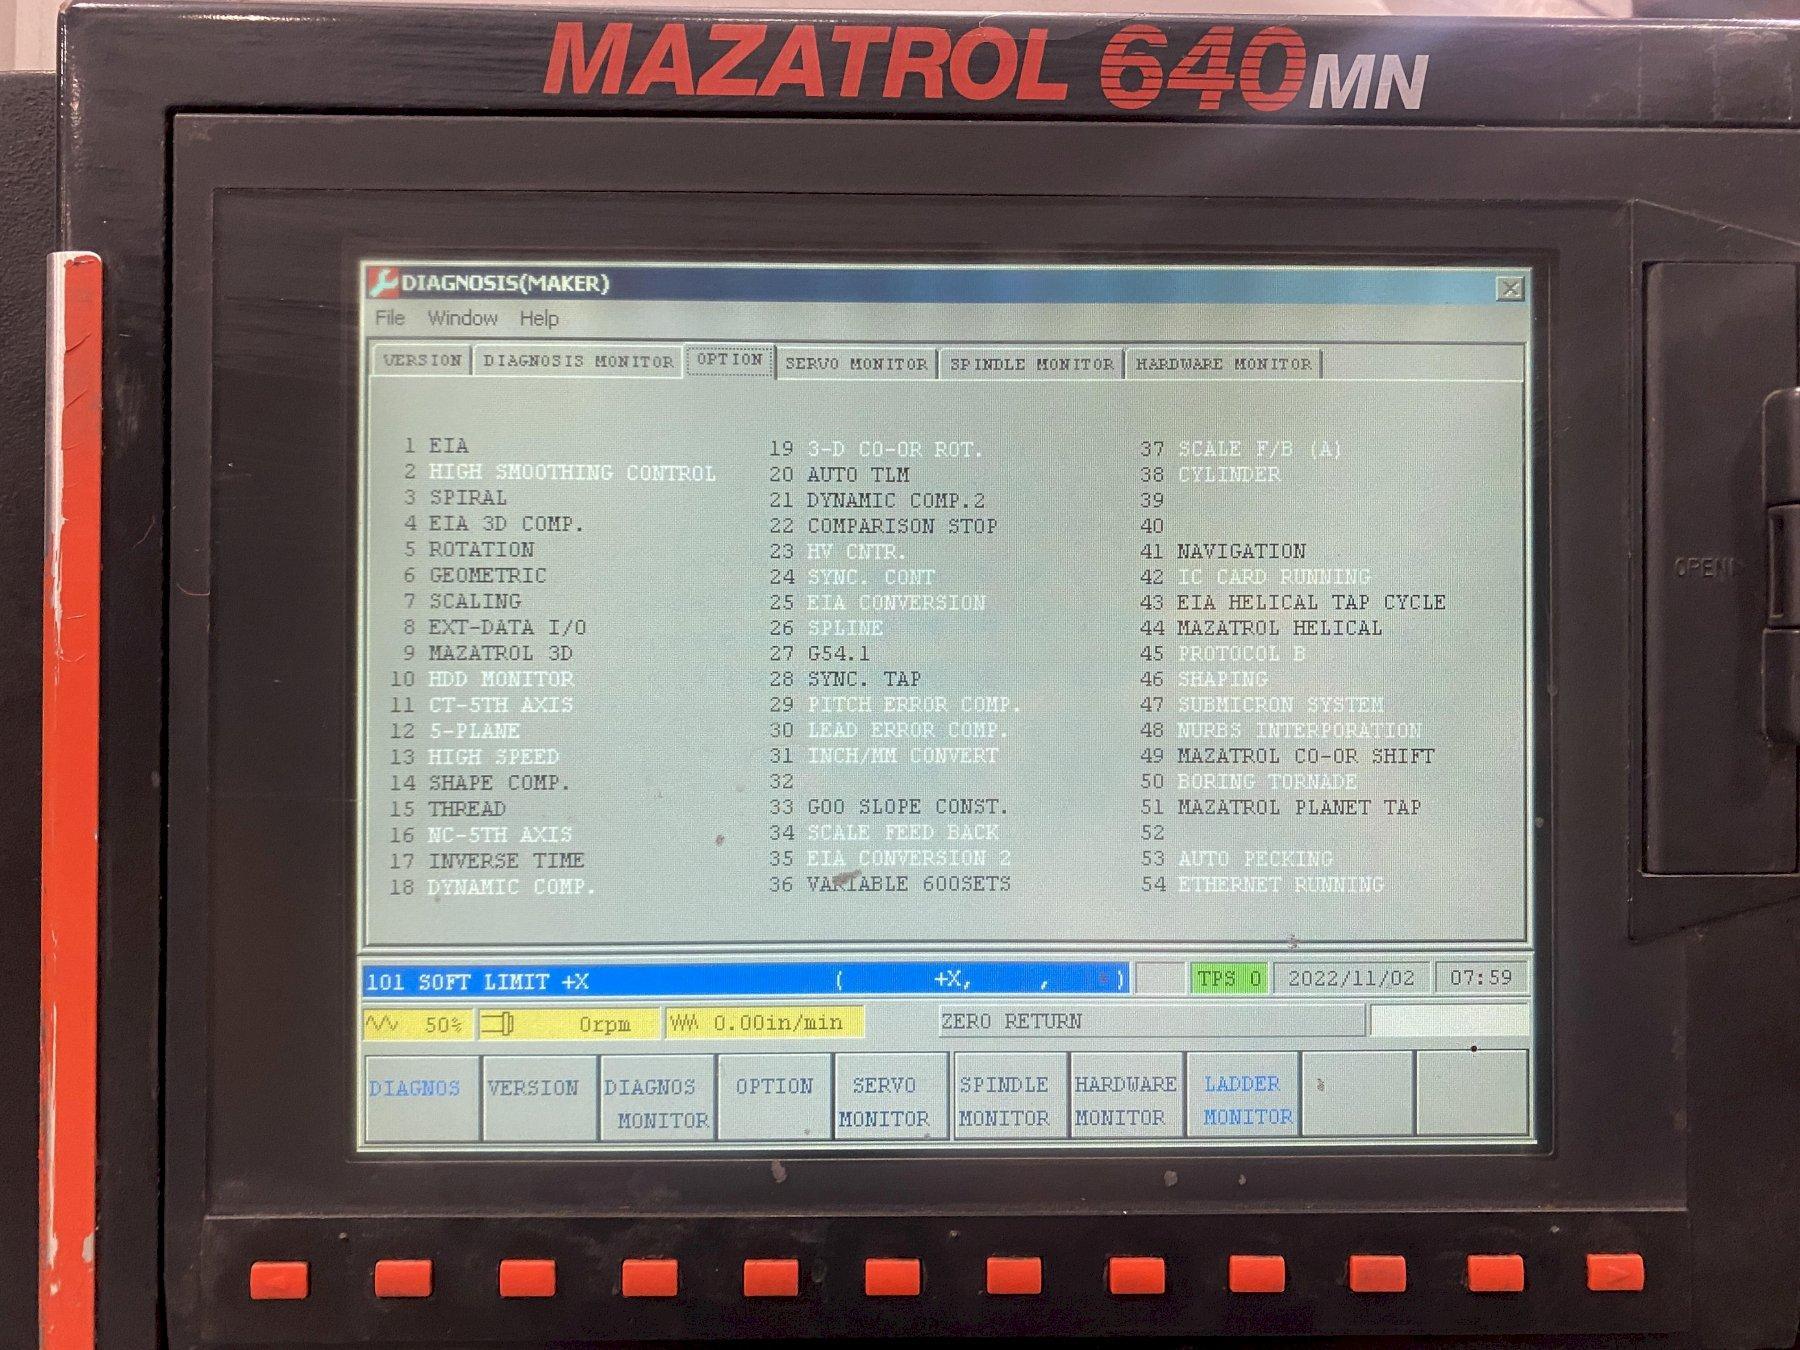 MAZATROL 640MN
DIAGNOSIS(MAKER)
File Window Help
VERSION DIAGNOSIS MONITOR OPTION SERVO MONITOR SPINDLE MONITOR HARDWARE MONITOR
1 EIA
2 HIGH SMOOTHING CONTROL
3 SPIRAL
4 EIA 3D COMP.
5 ROTATION
6 GEOMETRIC
7 SCALING
8 EXT-DATA I/O
9 MAZATROL 3D
10 HDD MONITOR
11 CT-5TH AXIS
12 5-PLANE
13 HIGH SPEED
14 SHAPE COMP.
15 THREAD
16 NC-5TH AXIS
17 INVERSE TIME
18 DYNAMIC COMP.
19 3-D CO-OR ROT.
20 AUTO TLM
21 DYNAMIC COMP.2
22 COMPARISON STOP
23 HV CNTR.
24 SYNC. CONT
25 EIA CONVERSION
26 SPLINE
27 G54.1
28 SYNC. TAP
29 PITCH ERROR COMP.
30 LEAD ERROR COMP.
31 INCH/MM CONVERT
32
33 G00 SLOPE CONST.
34 SCALE FEED BACK
35 EIA CONVERSION 2
36 VARIABLE 600SETS
37 SCALE F/B (A)
38 CYLINDER
39
40
41 NAVIGATION
42 IC CARD RUNNING
43 EIA HELICAL TAP CYCLE
44 MAZATROL HELICAL
45 PROTOCOL B
46 SHAPING
47 SUBMICRON SYSTEM
48 NURBS INTERPORATION
49 MAZATROL CO-OR SHIFT
50 BORING TORNADE
51 MAZATROL PLANET TAP
52
53 AUTO PECKING
54 ETHERNET RUNNING
OPEN
101 SOFT LIMIT +X ( +X, , ) TPS 0 2022/11/02 07:59
50% 0rpm 0.00in/min ZERO RETURN
DIAGNOS VERSION DIAGNOS OPTION SERVO SPINDLE HARDWARE LADDER
MONITOR MONITOR MONITOR MONITOR MONITOR